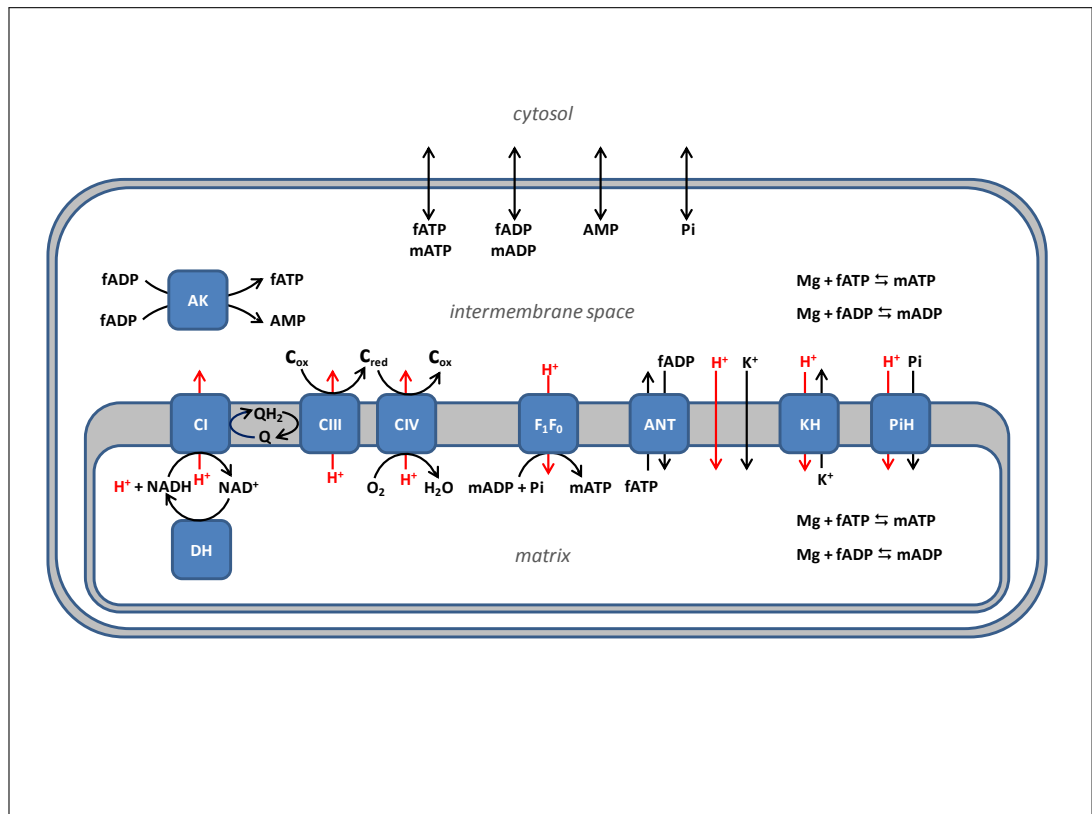 cytosol
fATP
mATP
fADP
mADP
AMP
Pi
fADP
fADP
AK
fATP
AMP
intermembrane space
Mg + fATP ⇆ mATP
Mg + fADP ⇆ mADP
Cox
Cred
Cox
H⁺
fADP
H⁺
K⁺
H⁺
H⁺
Pi
CI
QH₂
Q
CIII
CIV
F₁F₀
ANT
KH
PiH
H⁺ + NADH
H⁺
NAD⁺
H⁺
O₂
H⁺
H₂O
mADP + Pi
mATP
fATP
K⁺
DH
matrix
Mg + fATP ⇆ mATP
Mg + fADP ⇆ mADP